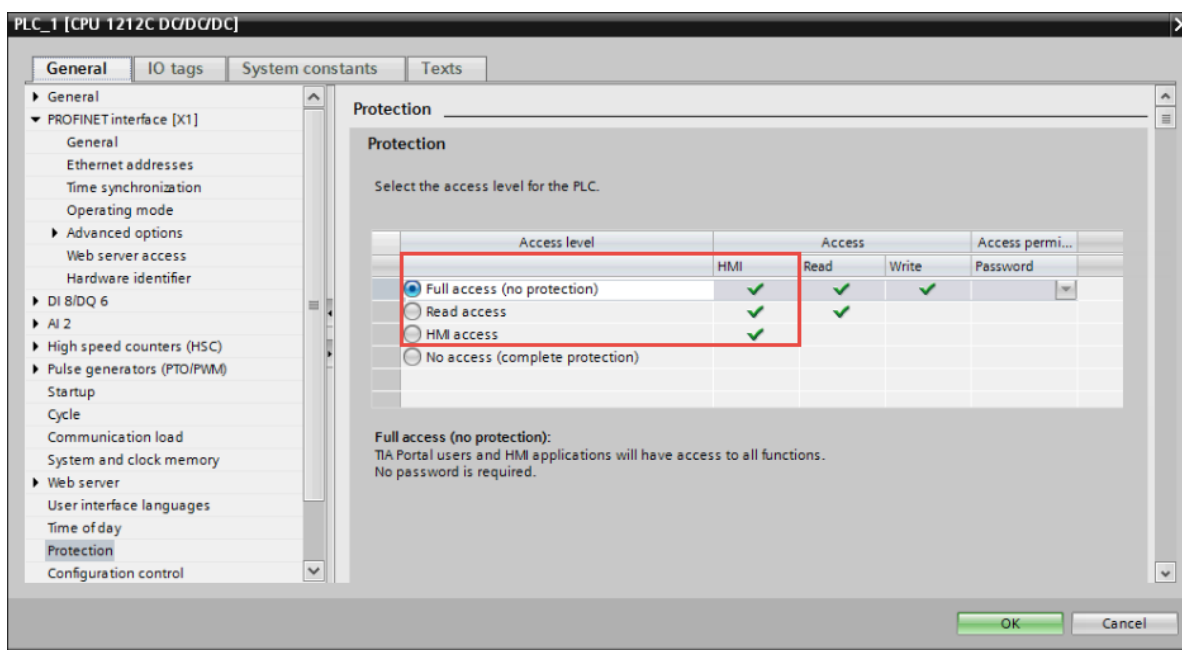 PLC_1 [CPU 1212C DC/DC/DC]
General IO tags System constants Texts
General
PROFINET interface [X1]
General
Ethernet addresses
Time synchronization
Operating mode
Advanced options
Web server access
Hardware identifier
DI 8/DQ 6
AI 2
High speed counters (HSC)
Pulse generators (PTO/PWM)
Startup
Cycle
Communication load
System and clock memory
Web server
User interface languages
Time of day
Protection
Configuration control
Protection
Protection
Select the access level for the PLC.
Access level Access Access permi...
HMI Read Write Password
Full access (no protection)
Read access
HMI access
No access (complete protection)
Full access (no protection):
TIA Portal users and HMI applications will have access to all functions.
No password is required.
OK Cancel